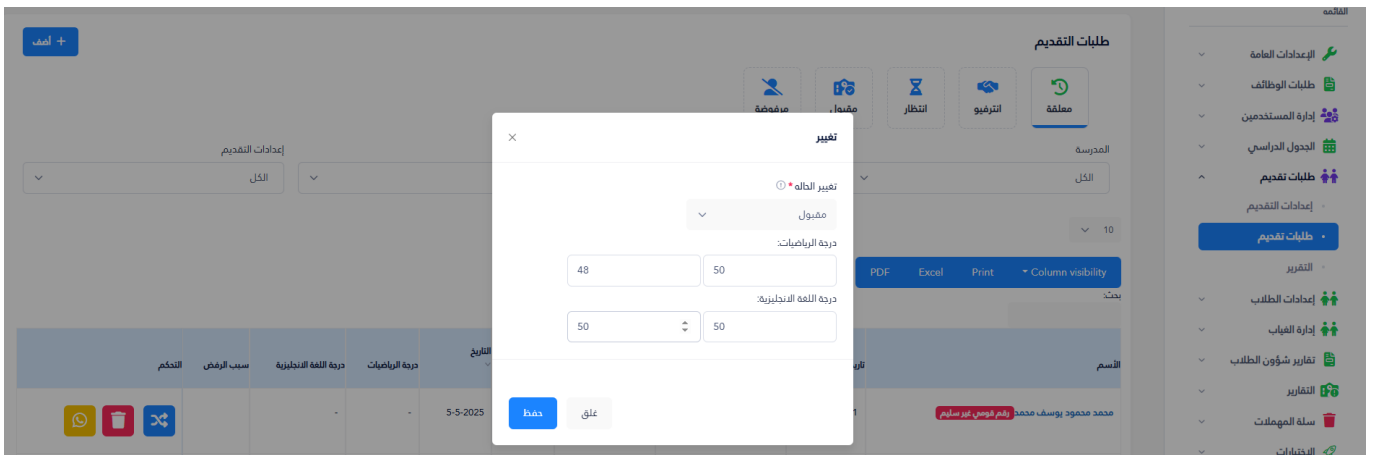 القائمه
الإعدادات العامة
طلبات الوظائف
إدارة المستخدمين
الجدول الدراسي
طلبات تقديم
إعدادات التقديم
طلبات تقديم
التقرير
إعدادات الطلاب
إدارة الغياب
تقارير شؤون الطلاب
التقارير
سلة المهملات
الاختبارات
طلبات التقديم
+ أضف
معلقة
انترفيو
انتظار
مقبول
مرفوضة
المدرسة
إعدادات التقديم
الكل
الكل
10
Column visibility
Print
Excel
PDF
بحث:
تغيير
تغيير الحاله *
مقبول
درجة الرياضيات:
50 48
درجة اللغة الانجليزية:
50 50
غلق حفظ
الأسم
التاريخ
درجة الرياضيات
درجة اللغة الانجليزية
سبب الرفض
التحكم
محمد محمود يوسف محمد رقم قومي غير سليم
1
5-5-2025
-
-